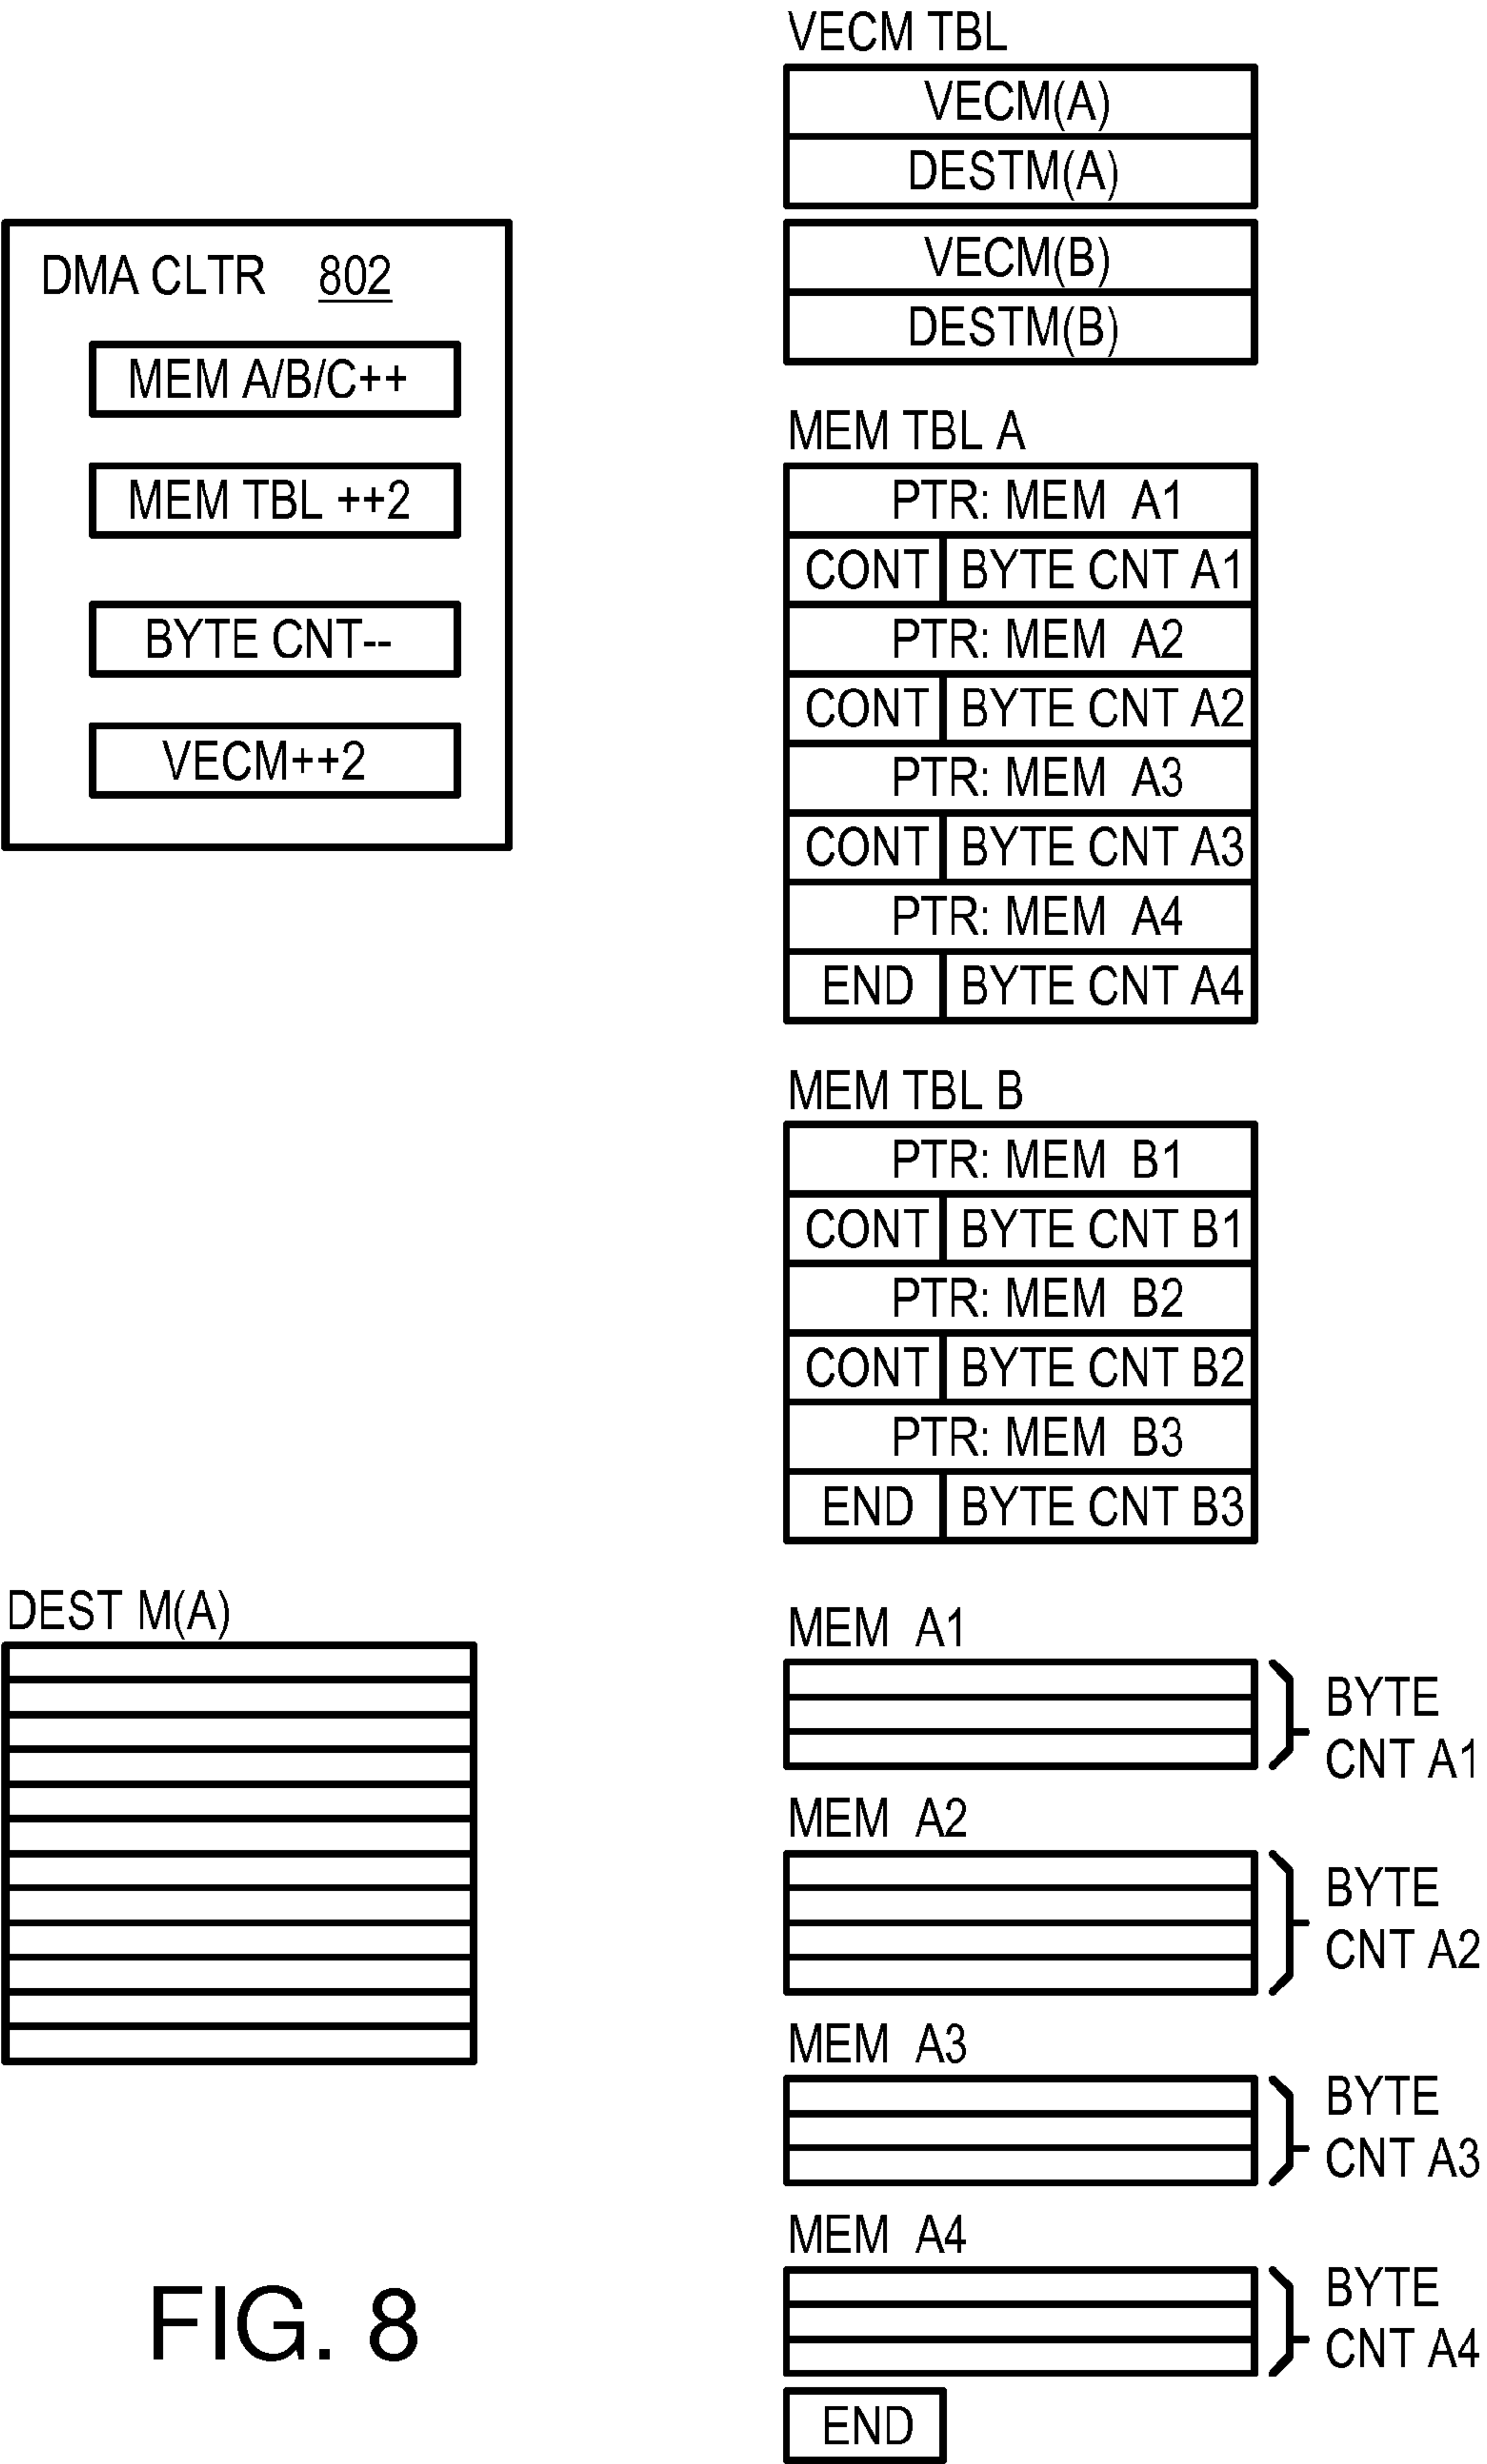 VECM TBL
VECM(A)
DESTM(A)
VECM(B)
DESTM(B)
DMA CLTR 802
MEM A/B/C++
MEM TBL ++2
BYTE CNT--
VECM++2
MEM TBL A
PTR: MEM A1
CONT BYTE CNT A1
PTR: MEM A2
CONT BYTE CNT A2
PTR: MEM A3
CONT BYTE CNT A3
PTR: MEM A4
END BYTE CNT A4
MEM TBL B
PTR: MEM B1
CONT BYTE CNT B1
PTR: MEM B2
CONT BYTE CNT B2
PTR: MEM B3
END BYTE CNT B3
DEST M(A)
MEM A1
BYTE
CNT A1
MEM A2
BYTE
CNT A2
MEM A3
BYTE
CNT A3
MEM A4
BYTE
CNT A4
END
FIG. 8